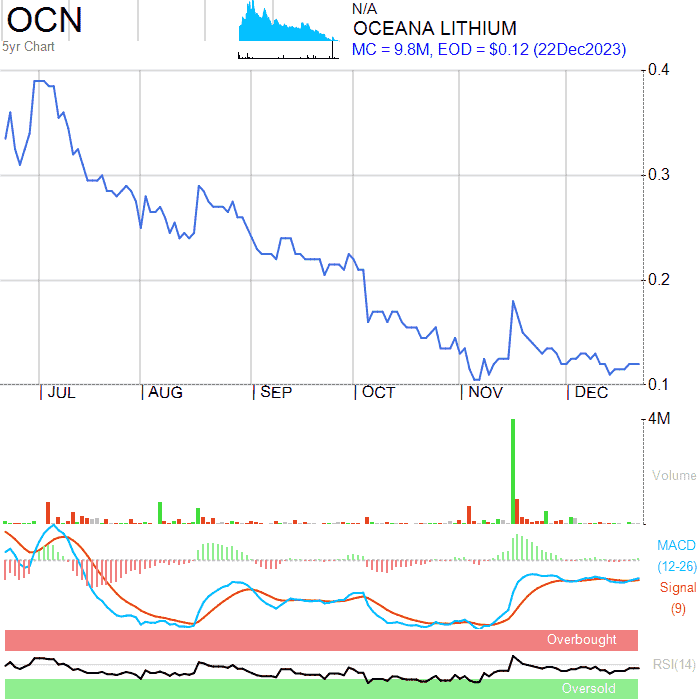 OCN
5yr Chart
N/A
OCEANA LITHIUM
MC = 9.8M, EOD = $0.12 (22Dec2023)
0.4
0.3
0.2
0.1
JUL AUG SEP OCT NOV DEC
4M
Volume
MACD
(12-26)
Signal
(9)
Overbought
RSI(14)
Oversold